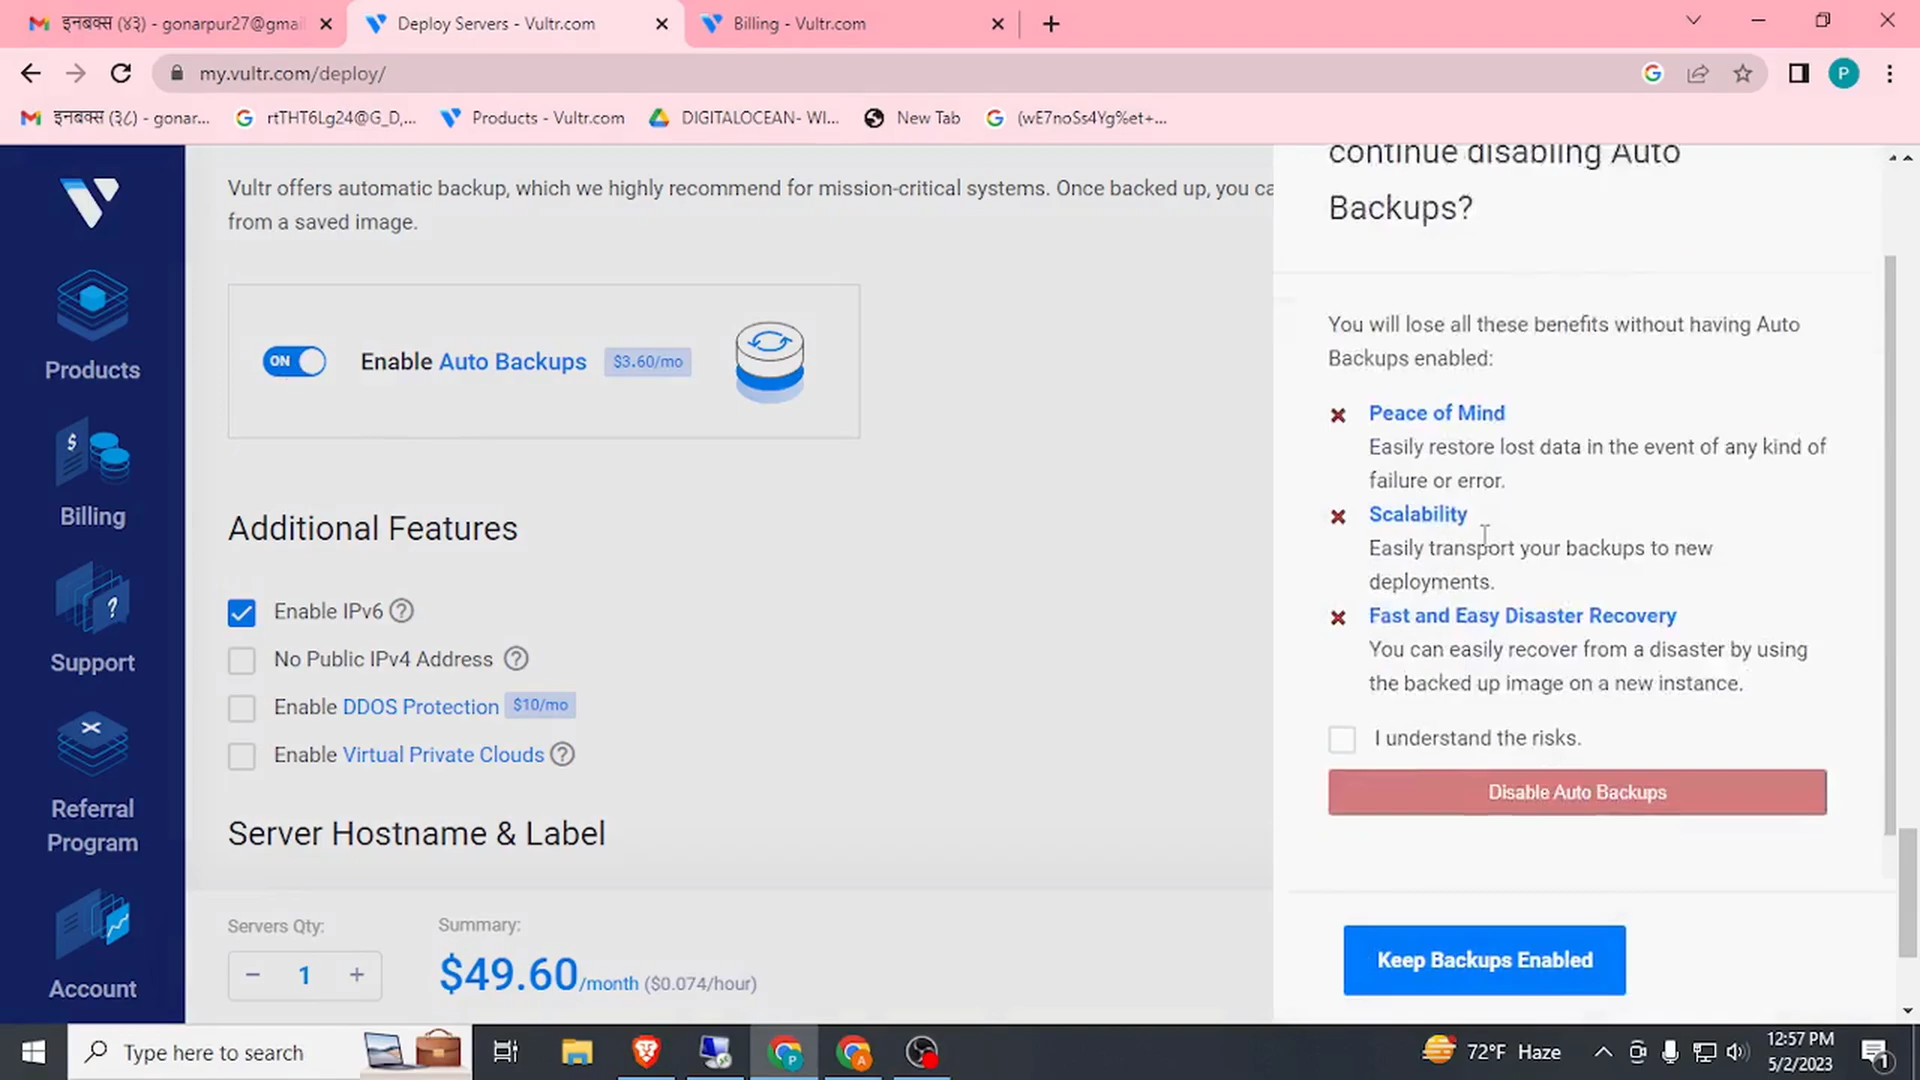 इनबक्स (४३) - gonarpur27@gmai
Deploy Servers - Vultr.com
Billing - Vultr.com
my.vultr.com/deploy/
P
इनबक्स (३८) - gonar...
rtTHT6Lg24@G_D,...
Products - Vultr.com
DIGITALOCEAN- WI...
New Tab
(wE7noSs4Yg%et+...
Products
Billing
Support
Referral
Program
Account
Vultr offers automatic backup, which we highly recommend for mission-critical systems. Once backed up, you ca
from a saved image.
ON
Enable Auto Backups $3.60/mo
Additional Features
Enable IPv6 ?
No Public IPv4 Address ?
Enable DDOS Protection $10/mo
Enable Virtual Private Clouds ?
Server Hostname & Label
Servers Qty:
− 1 +
Summary:
$49.60/month ($0.074/hour)
continue disabling Auto
Backups?
You will lose all these benefits without having Auto
Backups enabled:
Peace of Mind
Easily restore lost data in the event of any kind of
failure or error.
Scalability
Easily transport your backups to new
deployments.
Fast and Easy Disaster Recovery
You can easily recover from a disaster by using
the backed up image on a new instance.
I understand the risks.
Disable Auto Backups
Keep Backups Enabled
Type here to search
P
A
72°F Haze
12:57 PM
5/2/2023
1